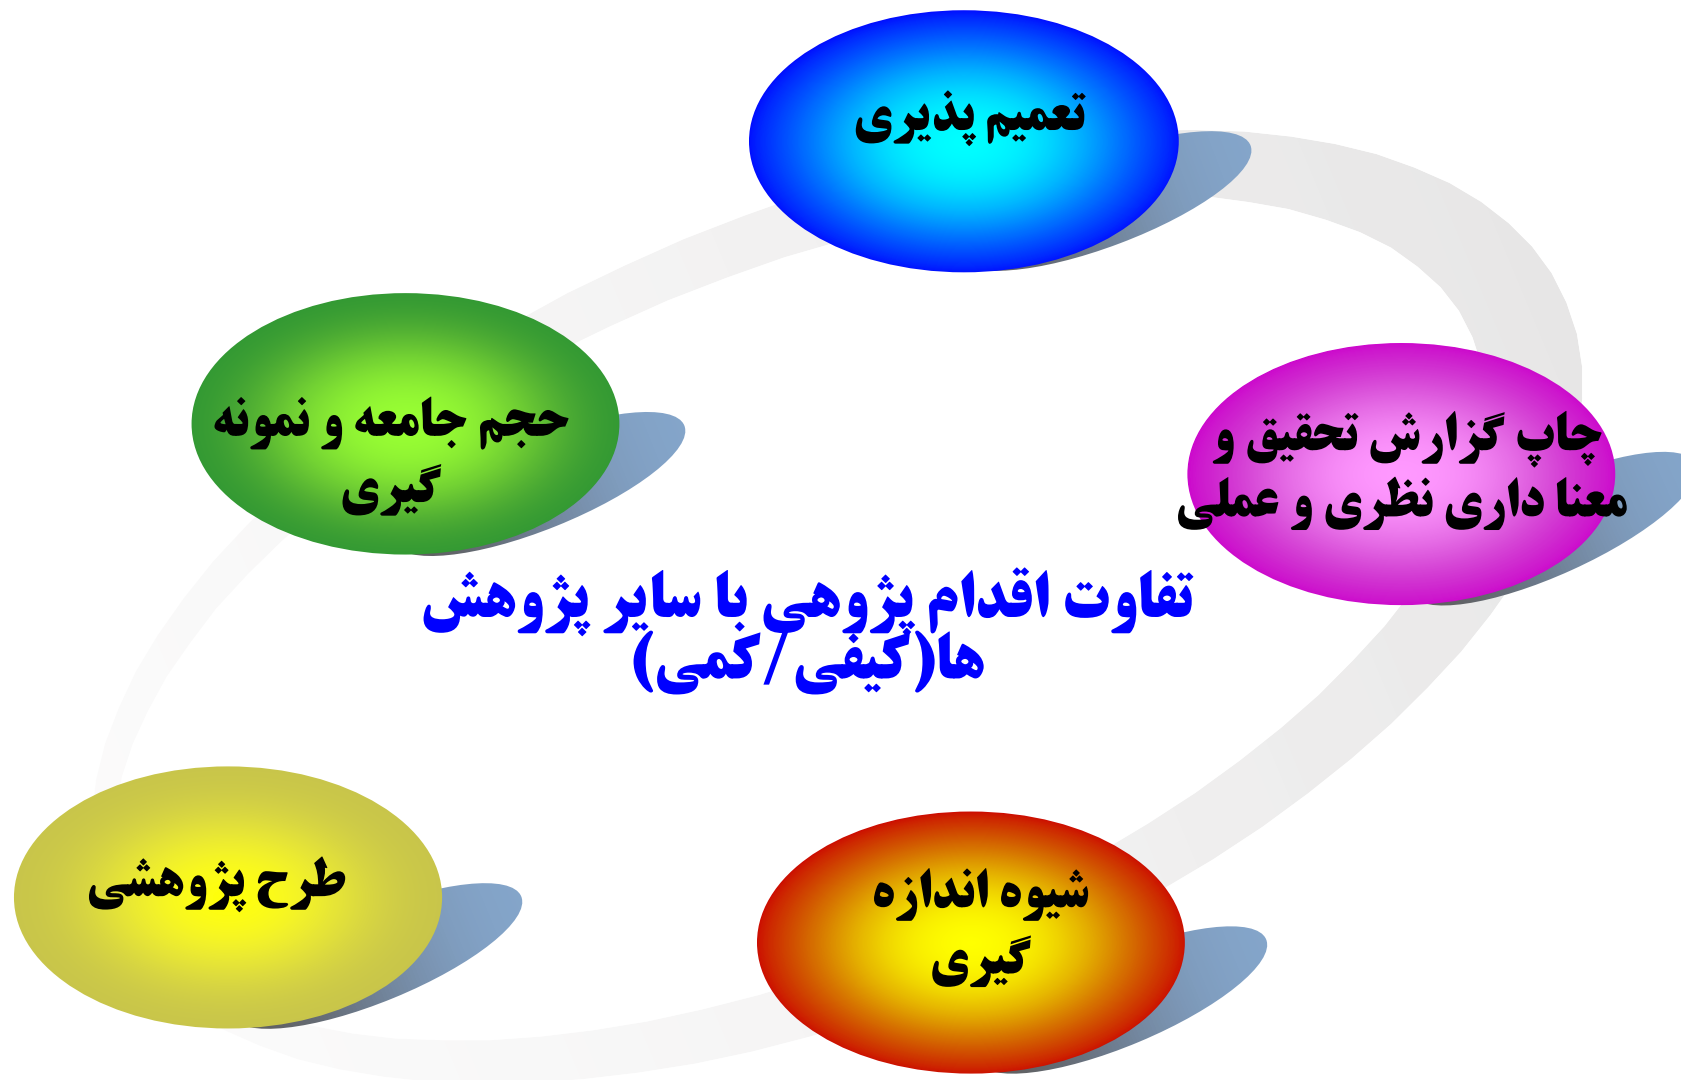 تعمیم پذیری
حجم جامعه و نمونه
گیری
چاپ گزارش تحقیق و
معنا داری نظری و عملی
تفاوت اقدام پژوهی با سایر پژوهش
ها(کیفی/کمی)
طرح پژوهشی
شیوه اندازه
گیری